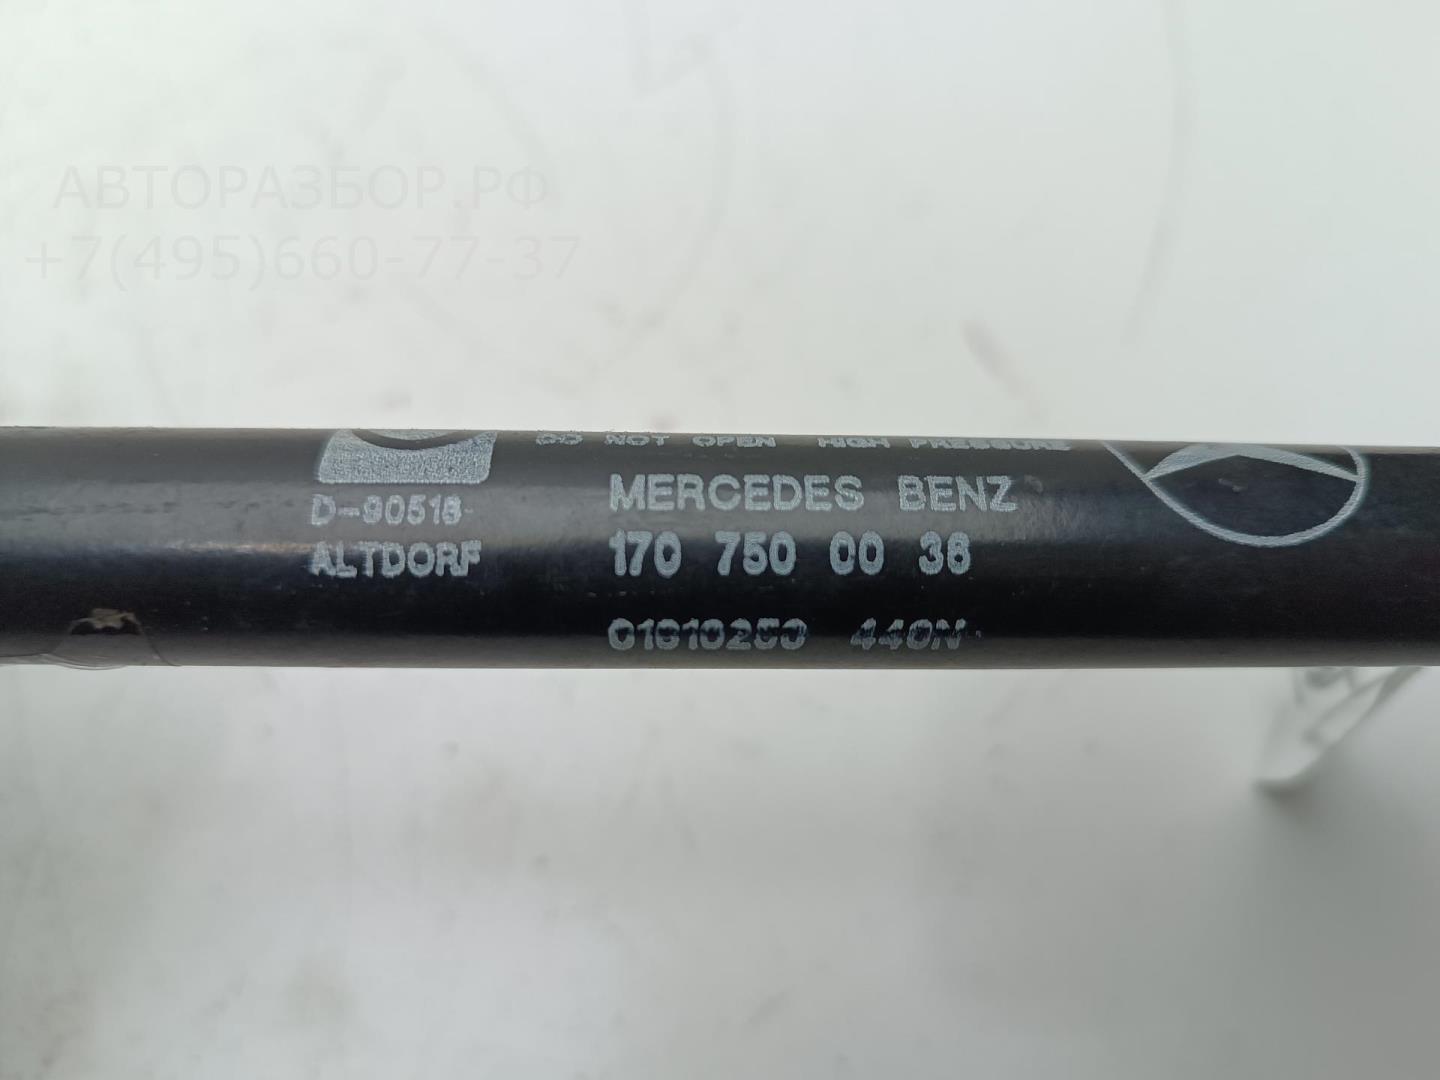 АВТОРАЗБОР.РФ
+7(495)660-77-37
DO NOT OPEN HIGH PRESSURE
MERCEDES BENZ
D-90518
170 750 00 36
ALTDORF
440N